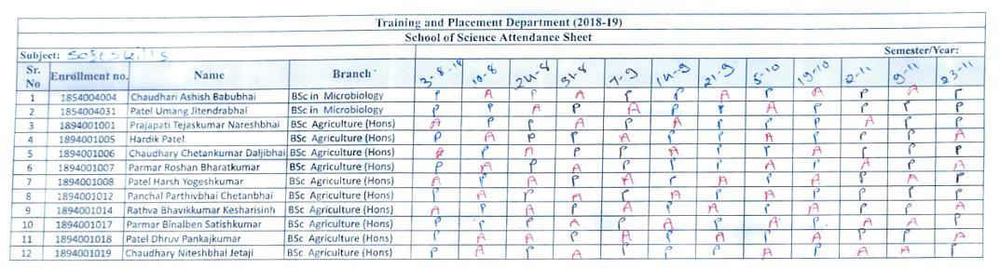 Training and Placement Department (2018-19)
School of Science Attendance Sheet
Subject: Soft skills Semester/Year:
Sr. No Enrollment no. Name Branch 3-8-18 10-8 24-8 31-8 7-9 14-9 21-9 5-10 19-10 2-11 9-11 23-11
1 1854004004 Chaudhari Ashish Babubhai BSc in Microbiology P A P A P P A P A P A P
2 1854004031 Patel Umang Jitendrabhai BSc in Microbiology P P A P A P P A P P P P
3 1894001001 Prajapati Tejaskumar Nareshbhai BSc Agriculture (Hons) A P P A P A P P P A P P
4 1894001005 Hardik Patel BSc Agriculture (Hons) P A P P A P P A P P P A
5 1894001006 Chaudhary Chetankumar Daljibhai BSc Agriculture (Hons) A P A P P A P P A P P P
6 1894001007 Parmar Roshan Bharatkumar BSc Agriculture (Hons) P A P A P P P A P A P A
7 1894001008 Patel Harsh Yogeshkumar BSc Agriculture (Hons) A P A P A P A P A P A P
8 1894001012 Panchal Parthivbhai Chetanbhai BSc Agriculture (Hons) P A P A P A P A P P P P
9 1894001014 Rathva Bhavikkumar Kesharisinh BSc Agriculture (Hons) A P A P A P A P A P P A
10 1894001017 Parmar Binalben Satishkumar BSc Agriculture (Hons) P P P A P A P A P A A P
11 1894001018 Patel Dhruv Pankajkumar BSc Agriculture (Hons) P A A P A P A P A P P A
12 1894001019 Chaudhary Niteshbhai Jetaji BSc Agriculture (Hons) P A P A P P P A P A A P